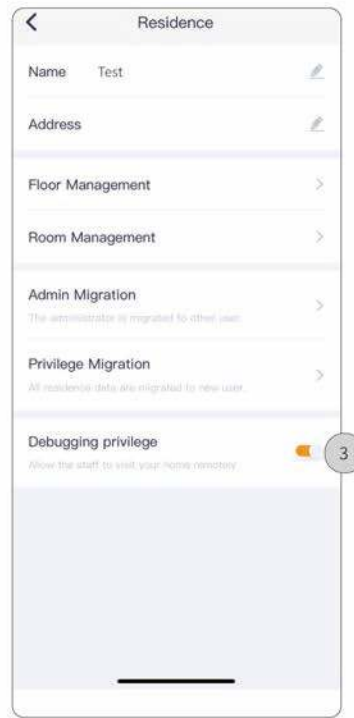 Residence
Name Test
Address
Floor Management
Room Management
Admin Migration
The administrator is migrated to other user.
Privilege Migration
All residence data are migrated to new user.
Debugging privilege
Allow the staff to visit your home remotely
3